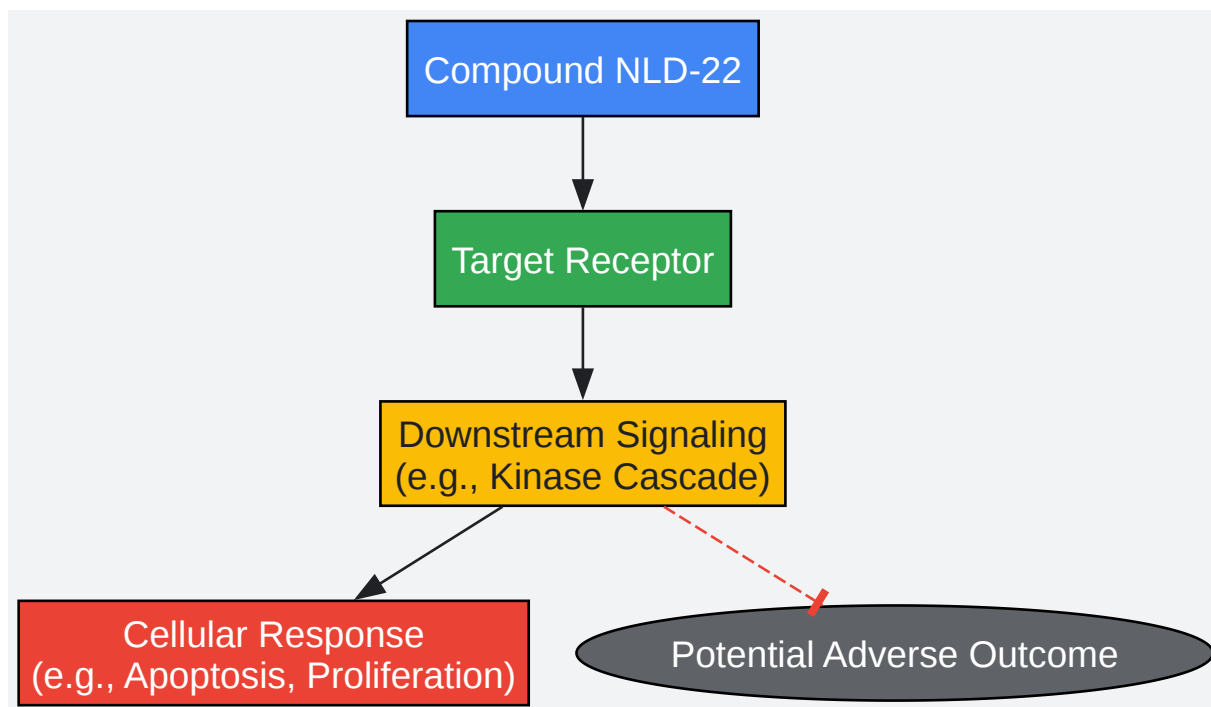 Compound NLD-22
Target Receptor
Downstream Signaling
(e.g., Kinase Cascade)
Cellular Response
(e.g., Apoptosis, Proliferation)
Potential Adverse Outcome